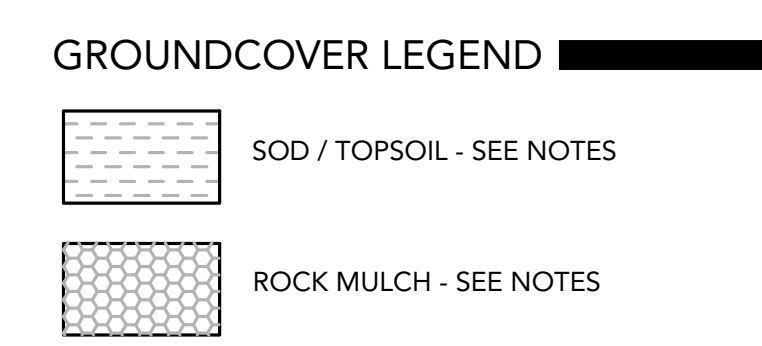 GROUNDCOVER LEGEND
SOD / TOPSOIL - SEE NOTES
ROCK MULCH - SEE NOTES